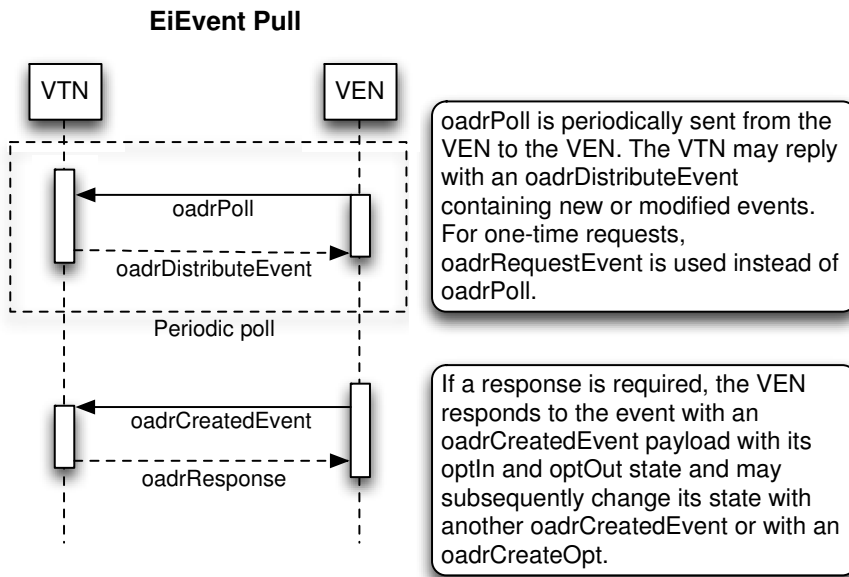 EiEvent Pull
VTN
VEN
oadrPoll
oadrDistributeEvent
Periodic poll
oadrCreatedEvent
oadrResponse
oadrPoll is periodically sent from the
VEN to the VEN. The VTN may reply
with an oadrDistributeEvent
containing new or modified events.
For one-time requests,
oadrRequestEvent is used instead of
oadrPoll.
If a response is required, the VEN
responds to the event with an
oadrCreatedEvent payload with its
optIn and optOut state and may
subsequently change its state with
another oadrCreatedEvent or with an
oadrCreateOpt.